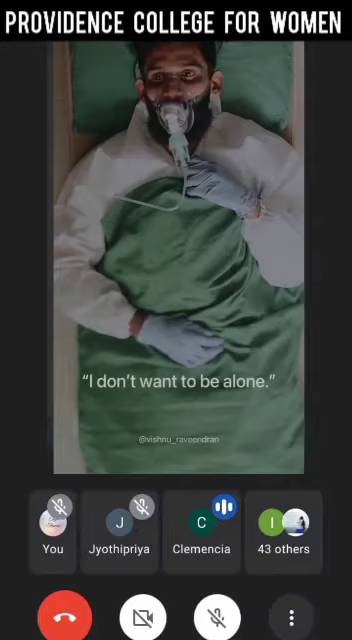 PROVIDENCE COLLEGE FOR WOMEN
“I don’t want to be alone.”
@vishnu_raveendran
J
C
I
You
Jyothipriya
Clemencia
43 others